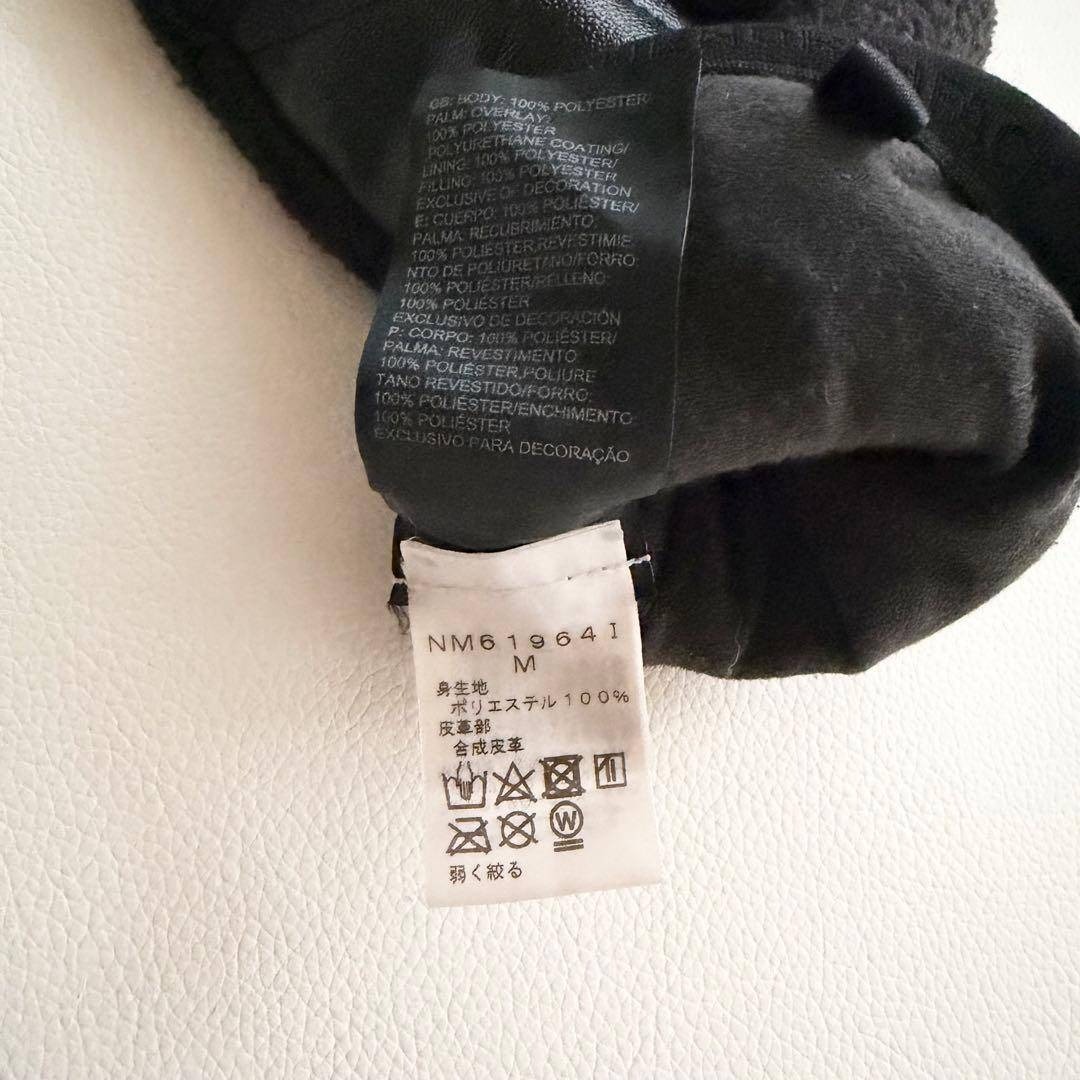 GB: BODY: 100% POLYESTER/
PALM: OVERLAY:
100% POLYESTER
POLYURETHANE COATING/
LINING: 100% POLYESTER/
FILLING: 100% POLYESTER
EXCLUSIVE OF DECORATION
E: CUERPO: 100% POLIÉSTER/
PALMA: RECUBRIMIENTO
100% POLIÉSTER,REVESTIMIE
NTO DE POLIURETANO/FORRO:
100% POLIÉSTER/RELLENO:
100% POLIÉSTER
EXCLUSIVO DE DECORACIÓN
P: CORPO: 100% POLIÉSTER/
PALMA: REVESTIMENTO
100% POLIÉSTER,POLIURE
TANO REVESTIDO/FORRO:
100% POLIÉSTER/ENCHIMENTO:
100% POLIÉSTER
EXCLUSIVO PARA DECORAÇÃO
NM61964I
M
身生地
ポリエステル100%
皮革部
合成皮革
W
弱く絞る